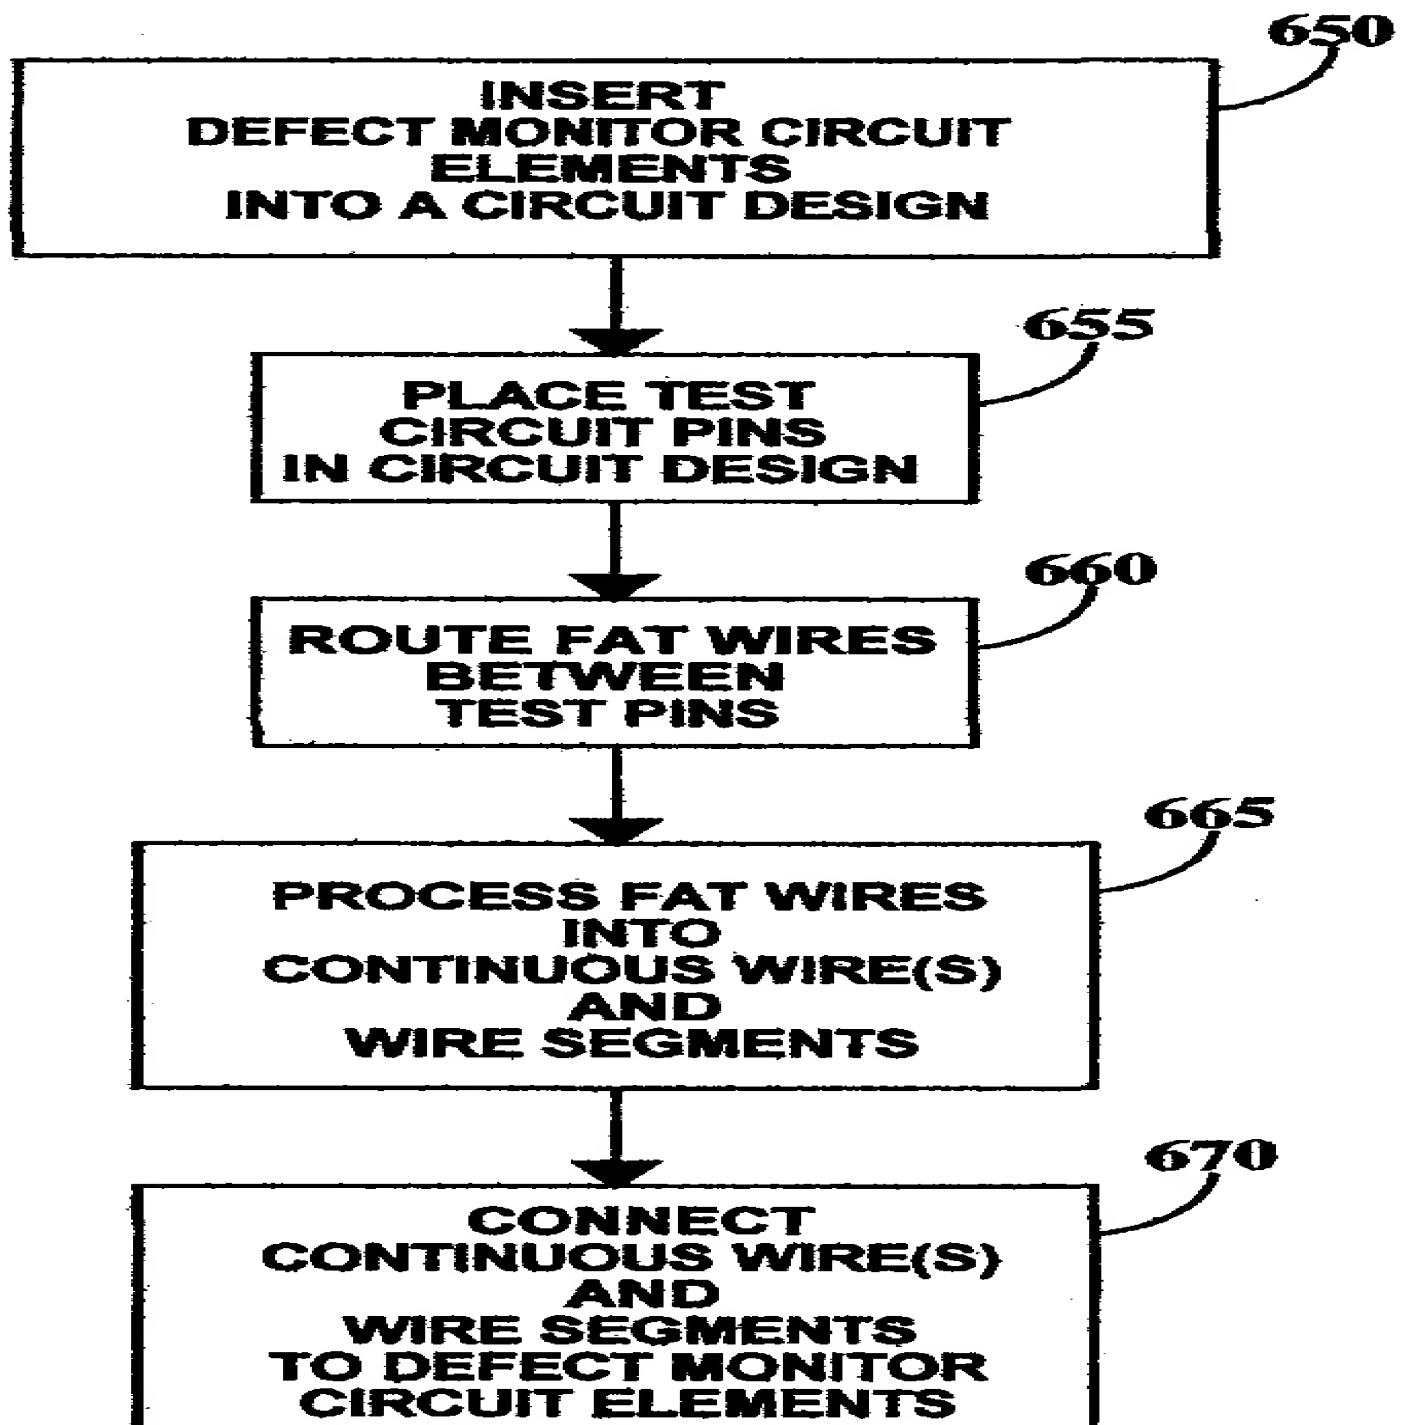 650
INSERT
DEFECT MONITOR CIRCUIT
ELEMENTS
INTO A CIRCUIT DESIGN
655
PLACE TEST
CIRCUIT PINS
IN CIRCUIT DESIGN
660
ROUTE FAT WIRES
BETWEEN
TEST PINS
665
PROCESS FAT WIRES
INTO
CONTINUOUS WIRE(S)
AND
WIRE SEGMENTS
670
CONNECT
CONTINUOUS WIRE(S)
AND
WIRE SEGMENTS
TO DEFECT MONITOR
CIRCUIT ELEMENTS